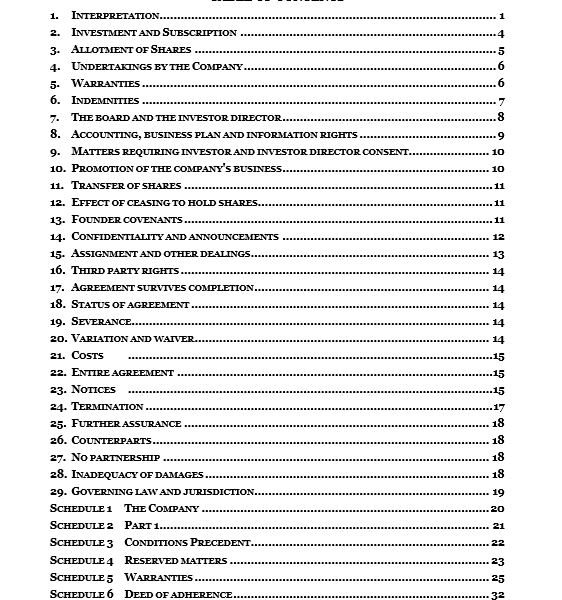 1. Interpretation.......... 1
2. Investment and Subscription .......... 4
3. Allotment of Shares .......... 5
4. Undertakings by the Company.......... 6
5. Warranties .......... 6
6. Indemnities .......... 7
7. The board and the investor director.......... 8
8. Accounting, business plan and information rights .......... 9
9. Matters requiring investor and investor director consent.......... 10
10. Promotion of the company's business.......... 10
11. Transfer of shares .......... 11
12. Effect of ceasing to hold shares.......... 11
13. Founder covenants .......... 11
14. Confidentiality and announcements .......... 12
15. Assignment and other dealings.......... 13
16. Third party rights .......... 14
17. Agreement survives completion.......... 14
18. Status of agreement .......... 14
19. Severance.......... 14
20. Variation and waiver.......... 14
21. Costs .......... 15
22. Entire agreement .......... 15
23. Notices .......... 15
24. Termination .......... 17
25. Further assurance .......... 18
26. Counterparts.......... 18
27. No partnership .......... 18
28. Inadequacy of damages .......... 18
29. Governing law and jurisdiction.......... 19
Schedule 1 The Company .......... 20
Schedule 2 Part 1.......... 21
Schedule 3 Conditions Precedent.......... 22
Schedule 4 Reserved matters .......... 23
Schedule 5 Warranties .......... 25
Schedule 6 Deed of adherence.......... 32